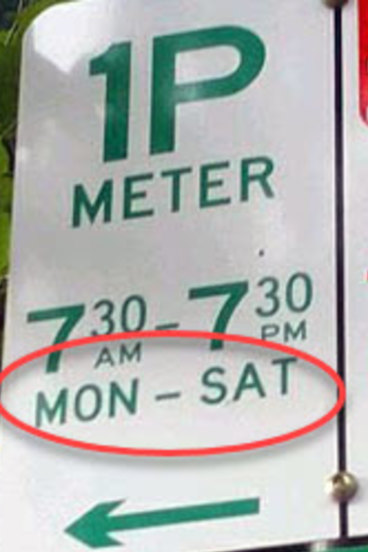 1P
METER
7 30 AM – 7 30 PM
MON – SAT